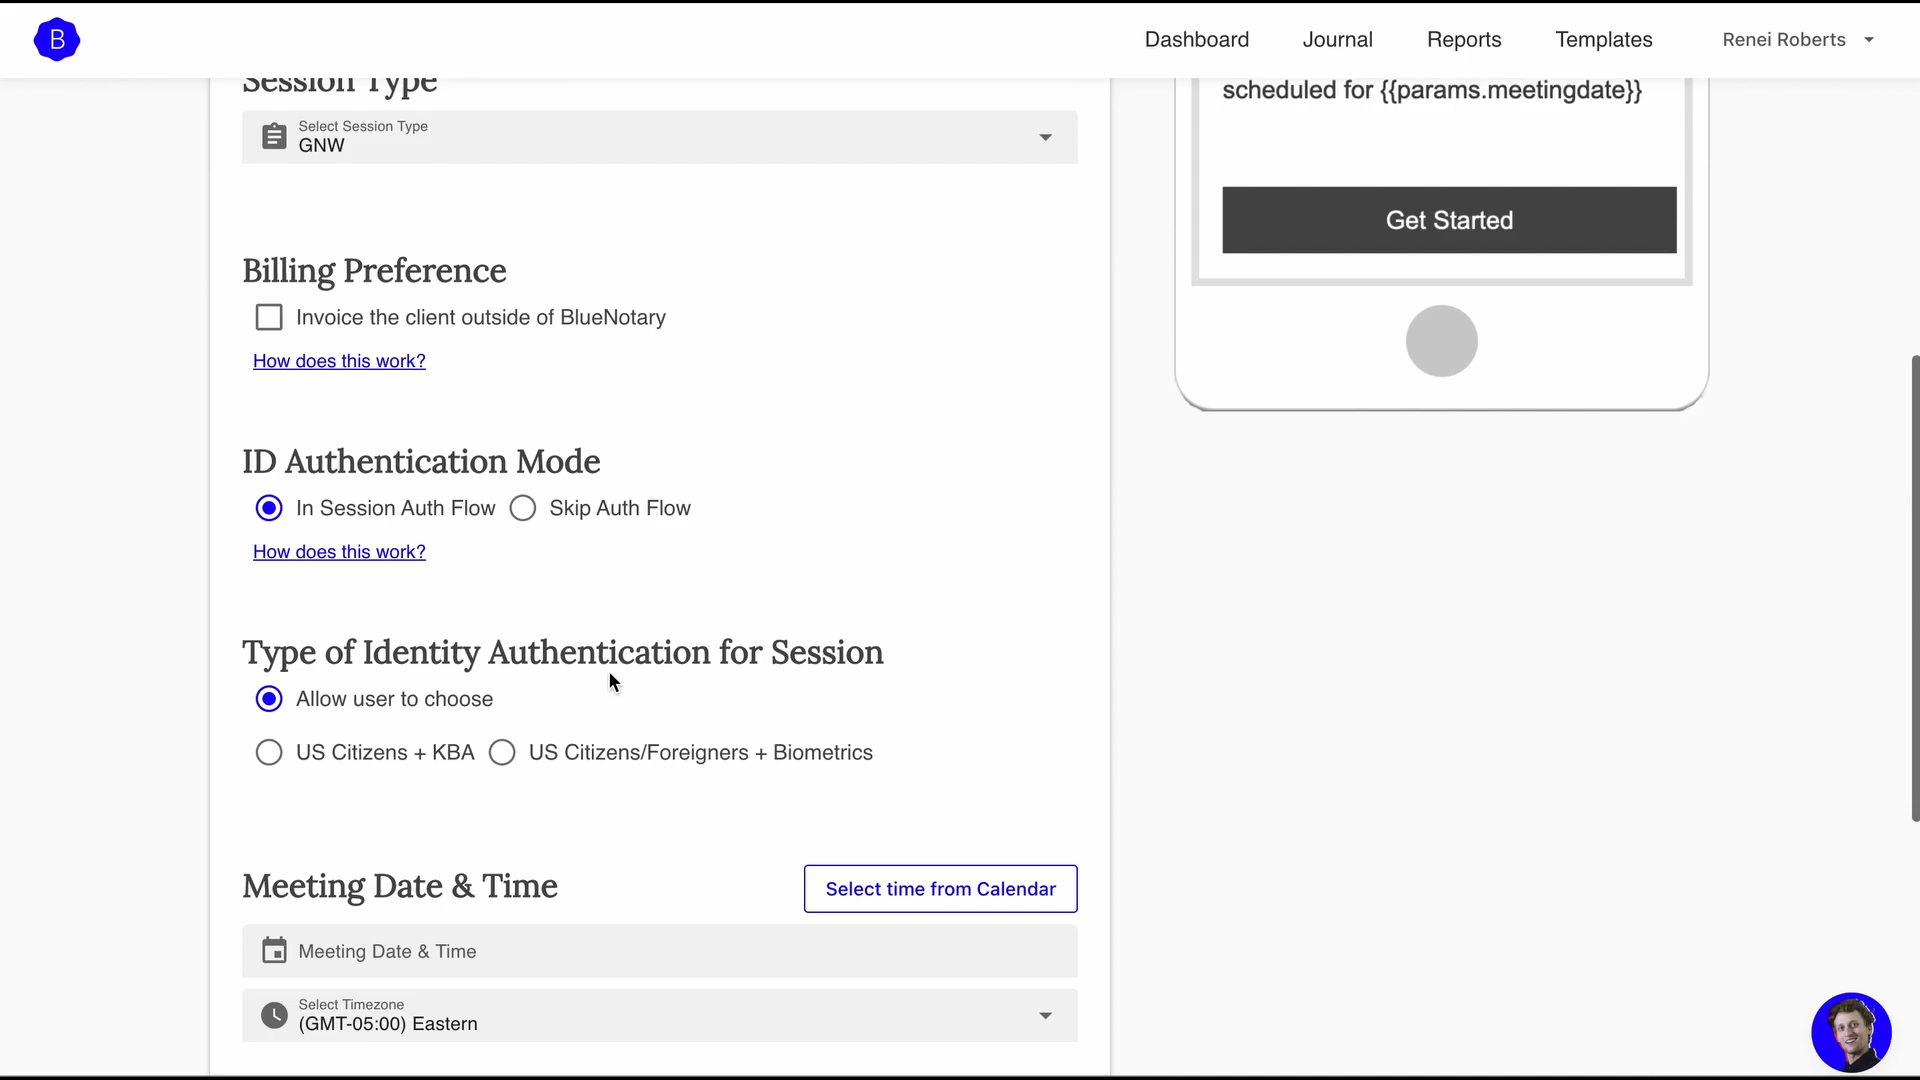 B
Dashboard
Journal
Reports
Templates
Renei Roberts
Session Type
Select Session Type
GNW
Billing Preference
Invoice the client outside of BlueNotary
How does this work?
ID Authentication Mode
In Session Auth Flow
Skip Auth Flow
How does this work?
Type of Identity Authentication for Session
Allow user to choose
US Citizens + KBA
US Citizens/Foreigners + Biometrics
Meeting Date & Time
Select time from Calendar
Meeting Date & Time
Select Timezone
(GMT-05:00) Eastern
scheduled for {{params.meetingdate}}
Get Started